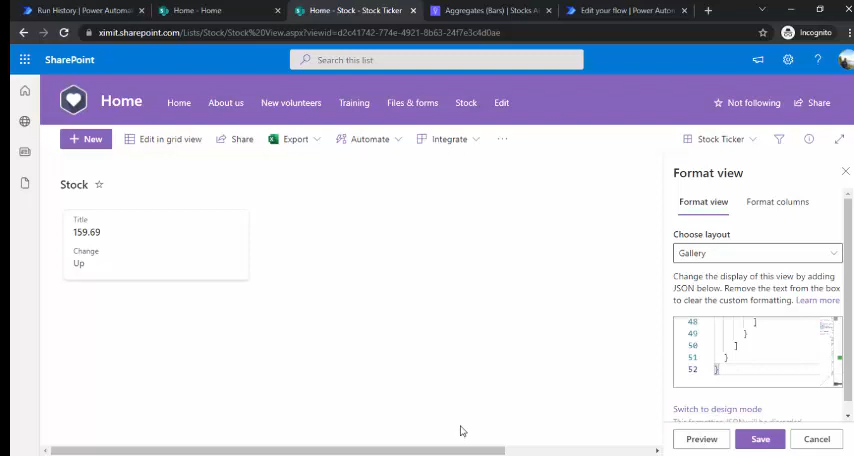 Run History | Power Automat
Home - Home
Home - Stock - Stock Ticker
Aggregates (Bars) | Stocks A
Edit your flow | Power Autom
ximit.sharepoint.com/Lists/Stock/Stock%20View.aspx?viewid=d2c41742-774e-4921-8b63-24f7e3c4d0ae
Incognito
SharePoint
Search this list
Home
Home
About us
New volunteers
Training
Files & forms
Stock
Edit
Not following
Share
New
Edit in grid view
Share
Export
Automate
Integrate
Stock Ticker
Stock
Title
159.69
Change
Up
Format view
Format view
Format columns
Choose layout
Gallery
Change the display of this view by adding
JSON below. Remove the text from the box
to clear the custom formatting. Learn more
48 ]
49 }
50 ]
51 }
52 }
Switch to design mode
Preview
Save
Cancel